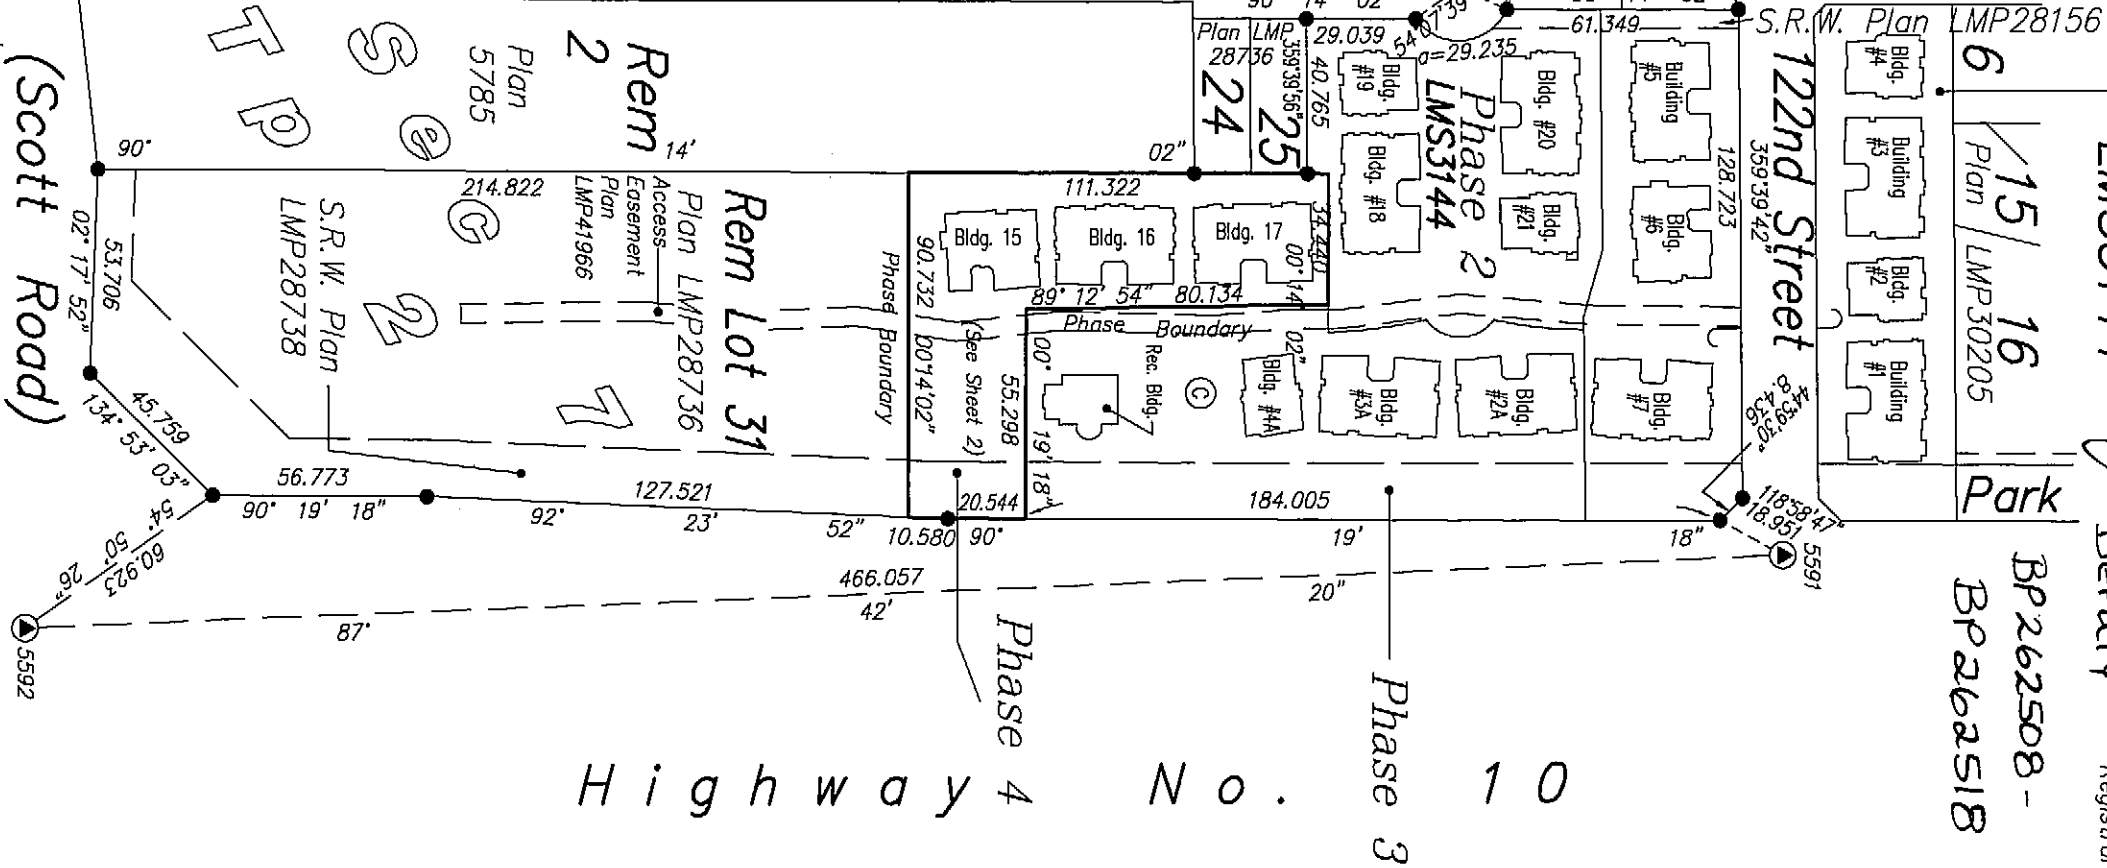 90° 14' 02"
S.R.W. Plan LMP28156
Plan LMP
28736
29.039
54°07'39"
a=29.235
61.349
359°39'56"
40.765
24
25
Bldg.
#19
Bldg.
#18
Phase 2
LMS3144
Bldg.
#20
Bldg.
#21
Building
#5
Bldg.
#6
128.723
359°39'42"
122nd Street
Bldg.
#4
Building
#3
Bldg.
#2
Building
#1
6
15
16
Plan LMP30205
Park
BP262508-
BP262518
Sec 2
Tp 7
Plan
5785
Rem
2
90° 14' 02"
214.822
111.322
(Scott Road)
02° 17' 52"
53.706
S.R.W. Plan
LMP28738
Access
Easement
Plan
LMP41966
Plan LMP28736
Rem Lot 31
Phase Boundary
90.732
00°14'02"
(See Sheet 2)
Bldg. 15
Bldg. 16
Bldg. 17
34.440
00° 14' 02"
89° 12' 54"
80.134
Phase Boundary
55.298
00° 19' 18"
Rec. Bldg.
C
Bldg. #4A
Bldg.
#3A
Bldg.
#2A
Bldg.
#7
44°59'30"
8.436
118°58'47"
18.951
5591
45.759
134° 53' 03"
56.773
90° 19' 18"
127.521
92° 23' 52"
20.544
10.580
184.005
90° 19' 18"
54° 50' 26"
60.923
466.057
87° 42' 20"
5592
Phase 4
Phase 3
Highway No. 10